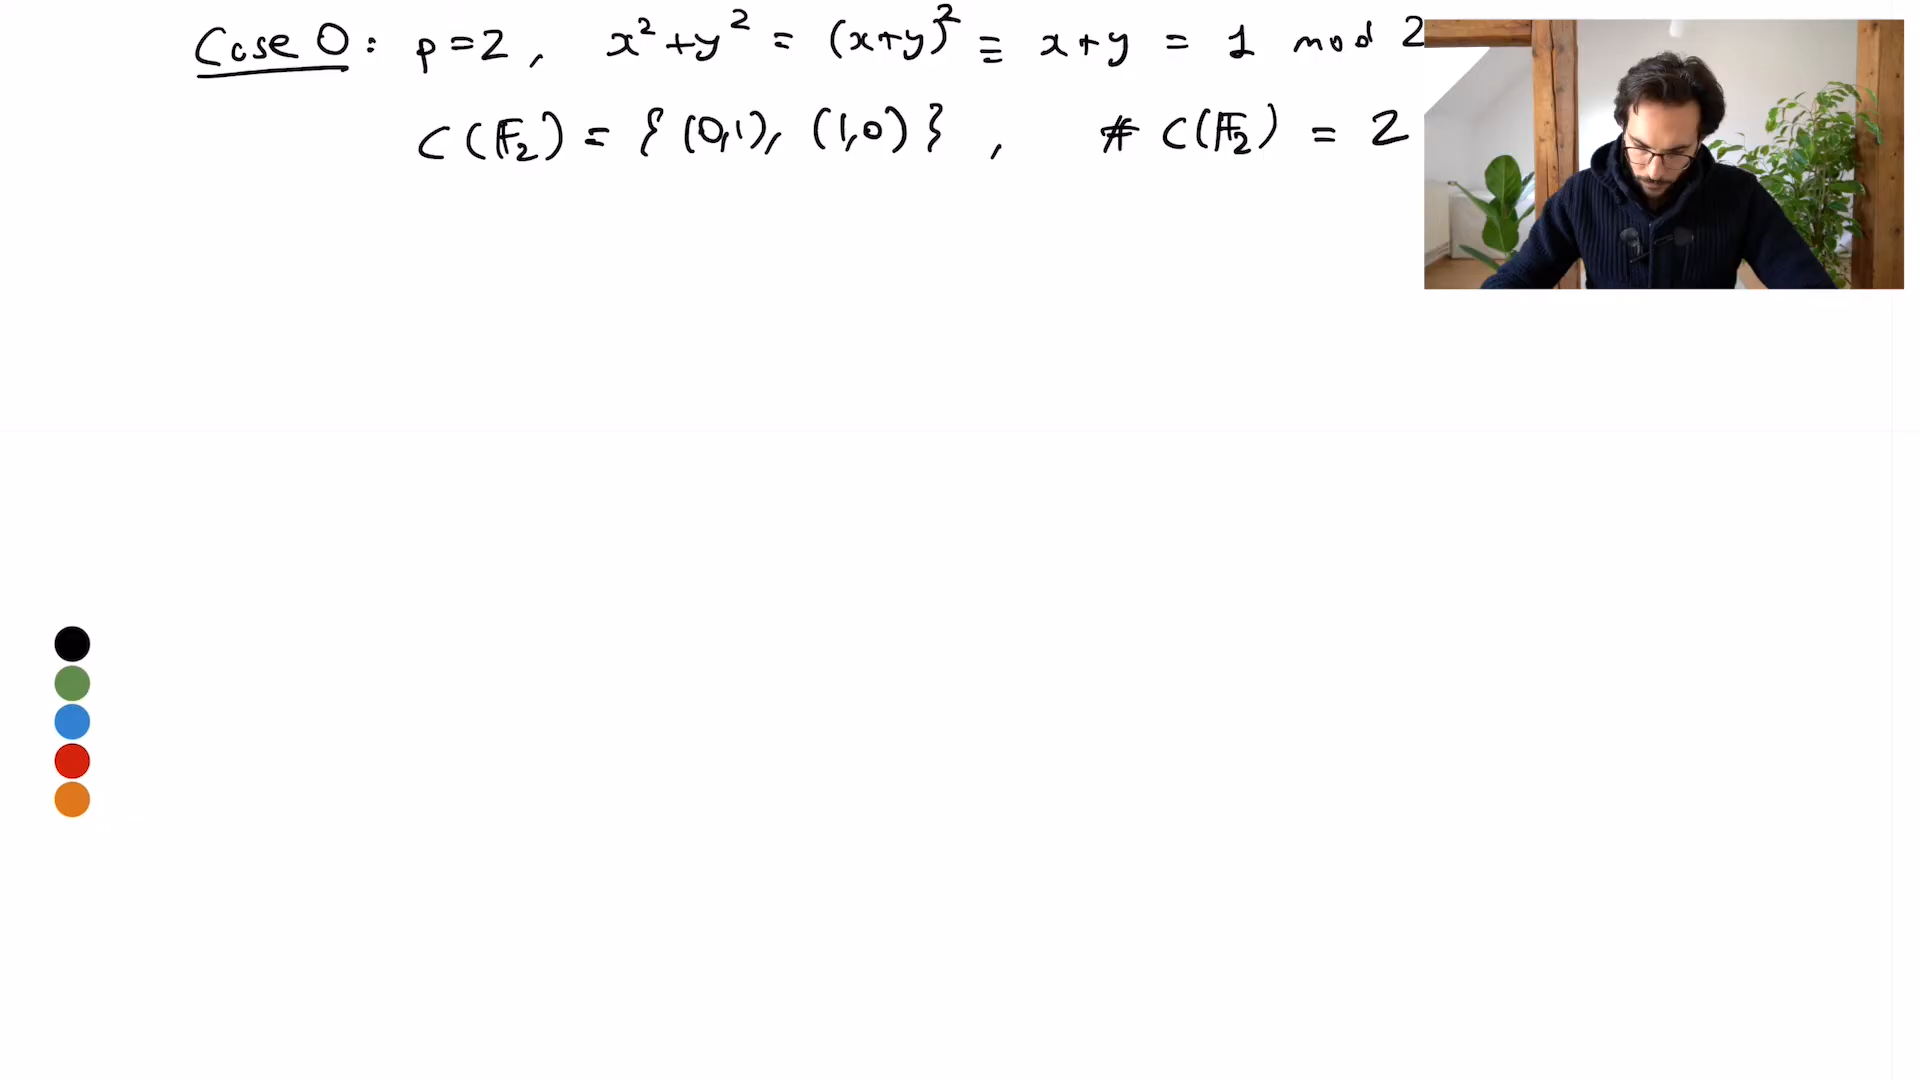 Case 0: p=2, x²+y² = (x+y)² ≡ x+y = 1 mod 2
C(𝔽₂) = {(0,1), (1,0)}, # C(𝔽₂) = 2